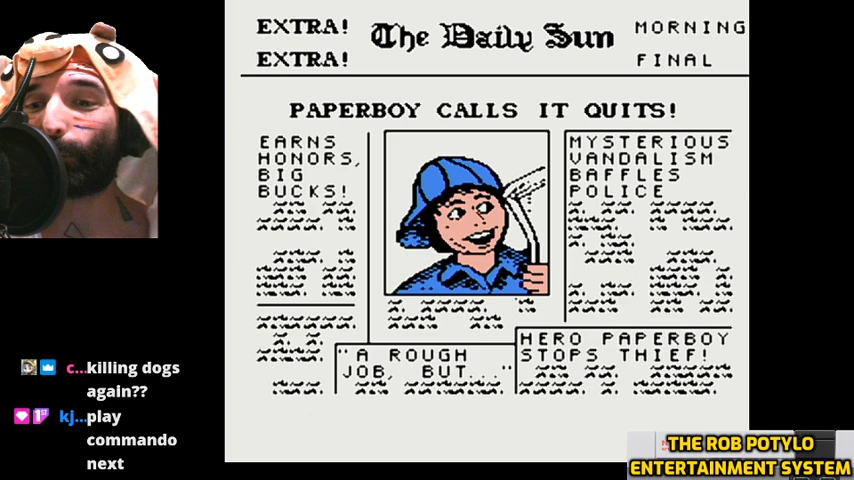 EXTRA!
EXTRA!
The Daily Sun
MORNING
FINAL
PAPERBOY CALLS IT QUITS!
EARNS
HONORS,
BIG
BUCKS!
MYSTERIOUS
VANDALISM
BAFFLES
POLICE
"A ROUGH
JOB, BUT..."
HERO PAPERBOY
STOPS THIEF!
c...killing dogs
again??
kj...play
commando
next
THE ROB POTYLO
ENTERTAINMENT SYSTEM